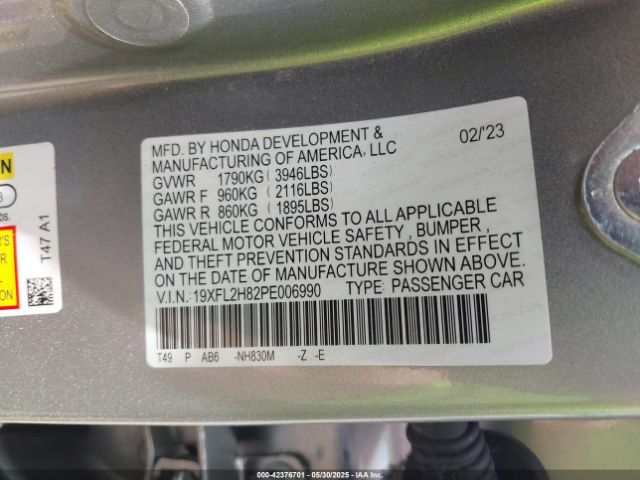 MFD. BY HONDA DEVELOPMENT & 02/'23
MANUFACTURING OF AMERICA, LLC
GVWR 1790KG (3946LBS)
GAWR F 960KG (2116LBS)
GAWR R 860KG (1895LBS)
THIS VEHICLE CONFORMS TO ALL APPLICABLE
FEDERAL MOTOR VEHICLE SAFETY , BUMPER ,
AND THEFT PREVENTION STANDARDS IN EFFECT
ON THE DATE OF MANUFACTURE SHOWN ABOVE.
V.I.N.: 19XFL2H82PE006990 TYPE: PASSENGER CAR
T49 P AB6 -NH830M -Z -E
T47 A1
000-42376701 - 05/30/2025 - IAAI.COM